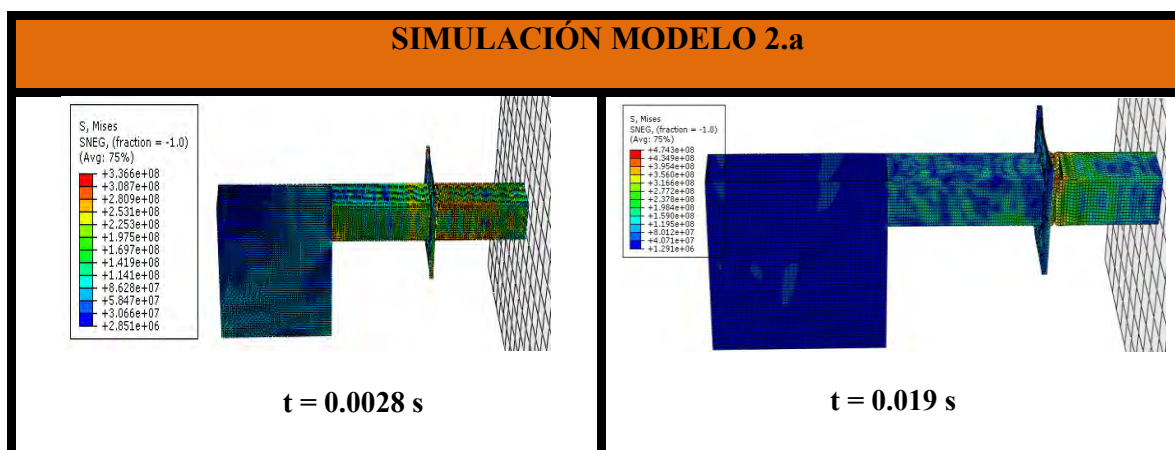 SIMULACIÓN MODELO 2.a
S, Mises
SNEG, (fraction = -1.0)
(Avg: 75%)
+3.366e+08
+3.087e+08
+2.809e+08
+2.531e+08
+2.253e+08
+1.975e+08
+1.697e+08
+1.419e+08
+1.141e+08
+8.628e+07
+5.847e+07
+3.066e+07
+2.851e+06
t = 0.0028 s
S, Mises
SNEG, (fraction = -1.0)
(Avg: 75%)
+4.743e+08
+4.349e+08
+3.954e+08
+3.560e+08
+3.166e+08
+2.772e+08
+2.378e+08
+1.984e+08
+1.590e+08
+1.195e+08
+8.012e+07
+4.071e+07
+1.291e+06
t = 0.019 s